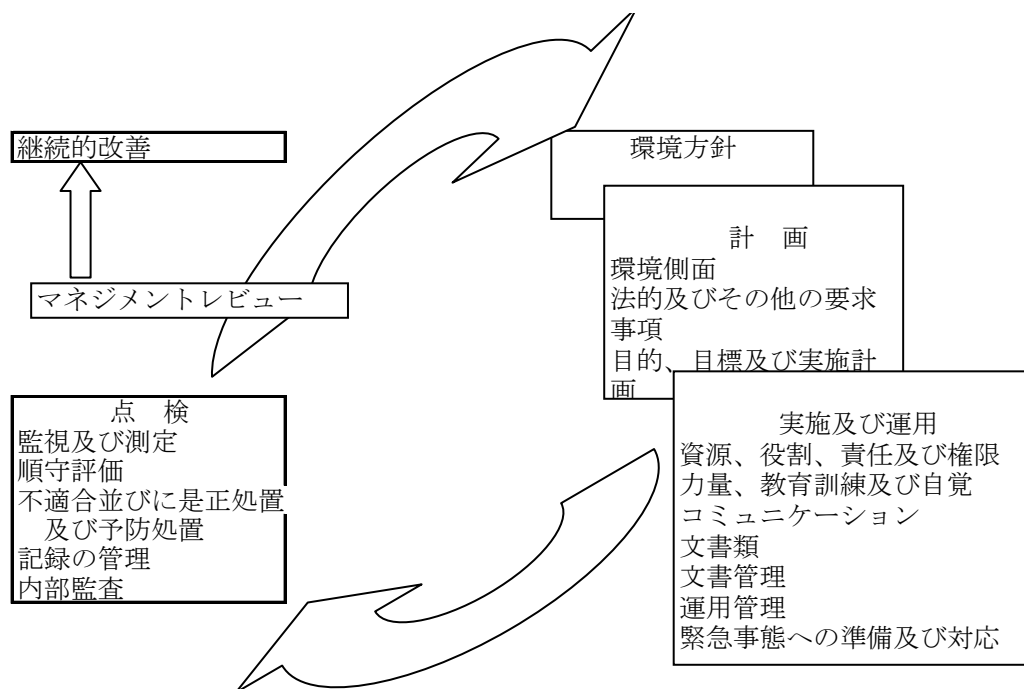 継続的改善
マネジメントレビュー
環境方針
計　画
環境側面
法的及びその他の要求
事項
目的、目標及び実施計
画
実施及び運用
資源、役割、責任及び権限
力量、教育訓練及び自覚
コミュニケーション
文書類
文書管理
運用管理
緊急事態への準備及び対応
点　検
監視及び測定
順守評価
不適合並びに是正処置
　及び予防処置
記録の管理
内部監査